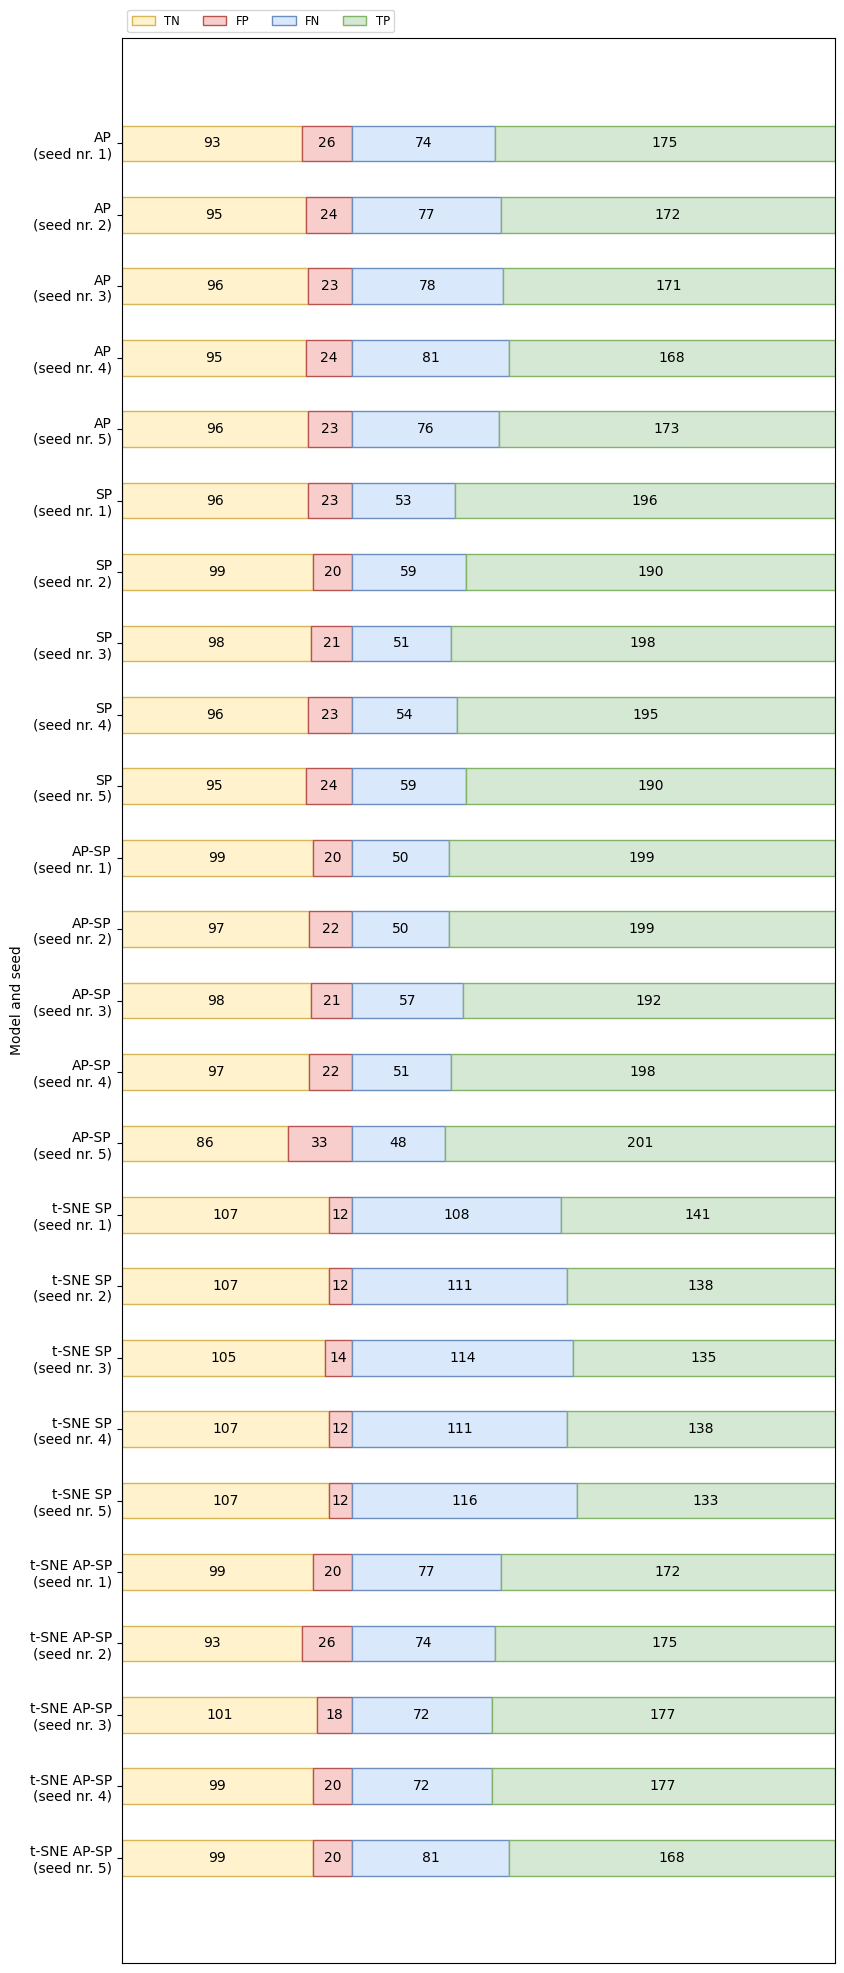 TN FP FN TP
AP
(seed nr. 1)
93 26 74 175
AP
(seed nr. 2)
95 24 77 172
AP
(seed nr. 3)
96 23 78 171
AP
(seed nr. 4)
95 24 81 168
AP
(seed nr. 5)
96 23 76 173
SP
(seed nr. 1)
96 23 53 196
SP
(seed nr. 2)
99 20 59 190
SP
(seed nr. 3)
98 21 51 198
SP
(seed nr. 4)
96 23 54 195
SP
(seed nr. 5)
95 24 59 190
AP-SP
(seed nr. 1)
99 20 50 199
AP-SP
(seed nr. 2)
97 22 50 199
AP-SP
(seed nr. 3)
98 21 57 192
AP-SP
(seed nr. 4)
97 22 51 198
AP-SP
(seed nr. 5)
86 33 48 201
t-SNE SP
(seed nr. 1)
107 12 108 141
t-SNE SP
(seed nr. 2)
107 12 111 138
t-SNE SP
(seed nr. 3)
105 14 114 135
t-SNE SP
(seed nr. 4)
107 12 111 138
t-SNE SP
(seed nr. 5)
107 12 116 133
t-SNE AP-SP
(seed nr. 1)
99 20 77 172
t-SNE AP-SP
(seed nr. 2)
93 26 74 175
t-SNE AP-SP
(seed nr. 3)
101 18 72 177
t-SNE AP-SP
(seed nr. 4)
99 20 72 177
t-SNE AP-SP
(seed nr. 5)
99 20 81 168
Model and seed